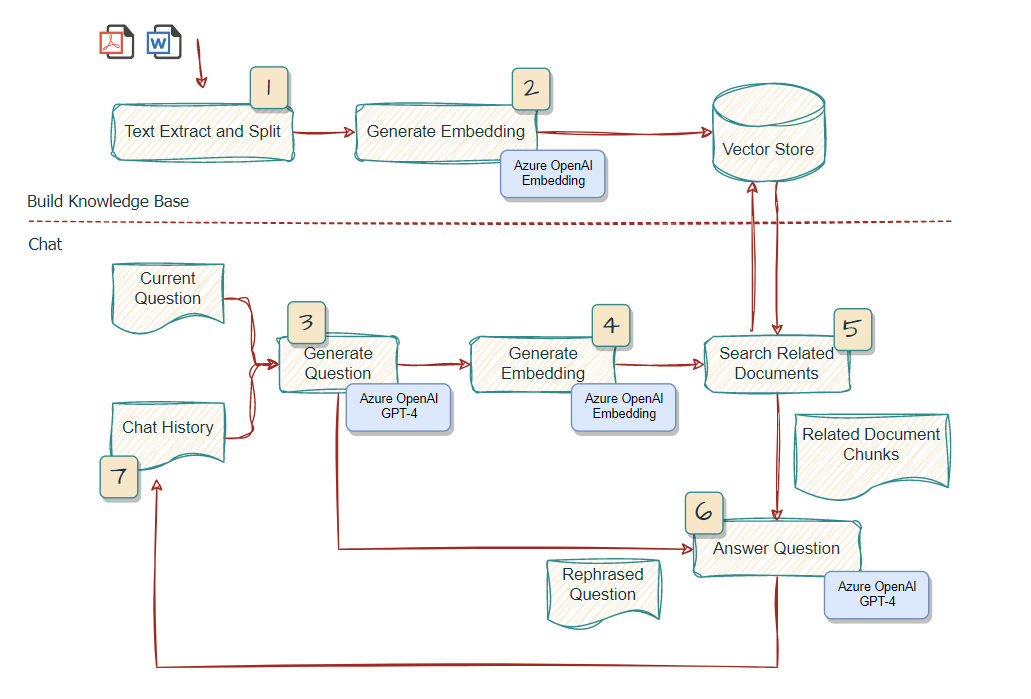 W
1
2
Text Extract and Split
Generate Embedding
Vector Store
Azure OpenAI
Embedding
Build Knowledge Base
Chat
Current
Question
3
4
5
Generate
Question
Generate
Embedding
Search Related
Documents
Azure OpenAI
GPT-4
Azure OpenAI
Embedding
Chat History
7
Related Document
Chunks
6
Answer Question
Rephrased
Question
Azure OpenAI
GPT-4